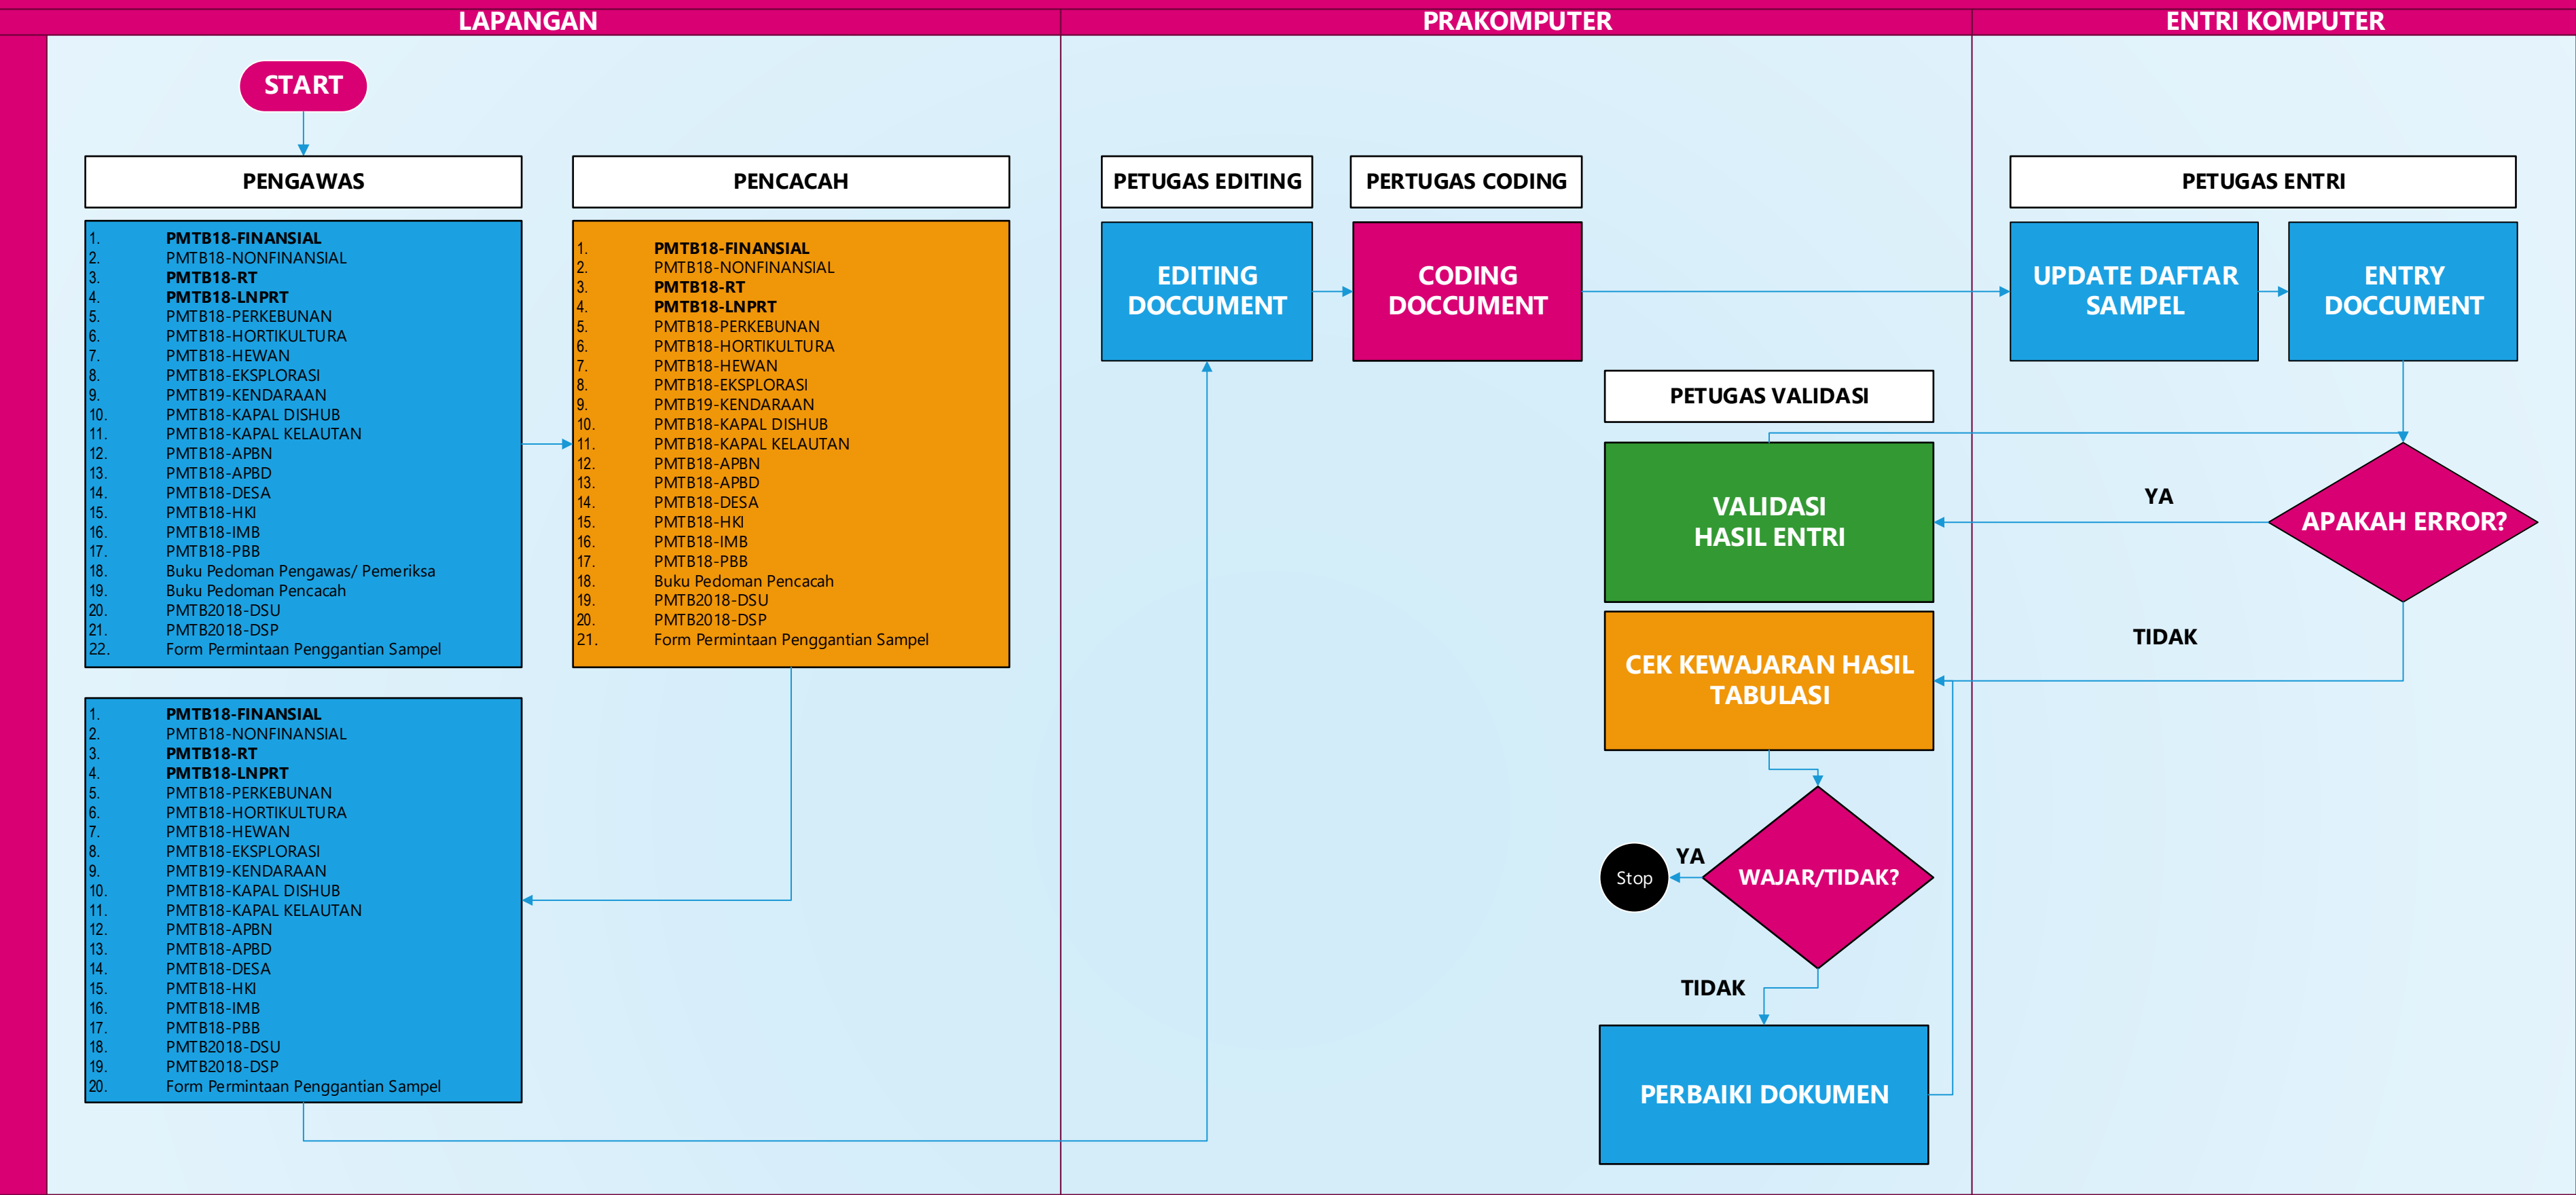 LAPANGAN
PRAKOMPUTER
ENTRI KOMPUTER
START
PENGAWAS
1. PMTB18-FINANSIAL
2. PMTB18-NONFINANSIAL
3. PMTB18-RT
4. PMTB18-LNPRT
5. PMTB18-PERKEBUNAN
6. PMTB18-HORTIKULTURA
7. PMTB18-HEWAN
8. PMTB18-EKSPLORASI
9. PMTB19-KENDARAAN
10. PMTB18-KAPAL DISHUB
11. PMTB18-KAPAL KELAUTAN
12. PMTB18-APBN
13. PMTB18-APBD
14. PMTB18-DESA
15. PMTB18-HKI
16. PMTB18-IMB
17. PMTB18-PBB
18. Buku Pedoman Pengawas/ Pemeriksa
19. Buku Pedoman Pencacah
20. PMTB2018-DSU
21. PMTB2018-DSP
22. Form Permintaan Penggantian Sampel
PENCACAH
1. PMTB18-FINANSIAL
2. PMTB18-NONFINANSIAL
3. PMTB18-RT
4. PMTB18-LNPRT
5. PMTB18-PERKEBUNAN
6. PMTB18-HORTIKULTURA
7. PMTB18-HEWAN
8. PMTB18-EKSPLORASI
9. PMTB19-KENDARAAN
10. PMTB18-KAPAL DISHUB
11. PMTB18-KAPAL KELAUTAN
12. PMTB18-APBN
13. PMTB18-APBD
14. PMTB18-DESA
15. PMTB18-HKI
16. PMTB18-IMB
17. PMTB18-PBB
18. Buku Pedoman Pencacah
19. PMTB2018-DSU
20. PMTB2018-DSP
21. Form Permintaan Penggantian Sampel
1. PMTB18-FINANSIAL
2. PMTB18-NONFINANSIAL
3. PMTB18-RT
4. PMTB18-LNPRT
5. PMTB18-PERKEBUNAN
6. PMTB18-HORTIKULTURA
7. PMTB18-HEWAN
8. PMTB18-EKSPLORASI
9. PMTB19-KENDARAAN
10. PMTB18-KAPAL DISHUB
11. PMTB18-KAPAL KELAUTAN
12. PMTB18-APBN
13. PMTB18-APBD
14. PMTB18-DESA
15. PMTB18-HKI
16. PMTB18-IMB
17. PMTB18-PBB
18. PMTB2018-DSU
19. PMTB2018-DSP
20. Form Permintaan Penggantian Sampel
PETUGAS EDITING
EDITING
DOCCUMENT
PERTUGAS CODING
CODING
DOCCUMENT
PETUGAS ENTRI
UPDATE DAFTAR
SAMPEL
ENTRY
DOCCUMENT
APAKAH ERROR?
YA
TIDAK
PETUGAS VALIDASI
VALIDASI
HASIL ENTRI
CEK KEWAJARAN HASIL
TABULASI
WAJAR/TIDAK?
YA
Stop
TIDAK
PERBAIKI DOKUMEN